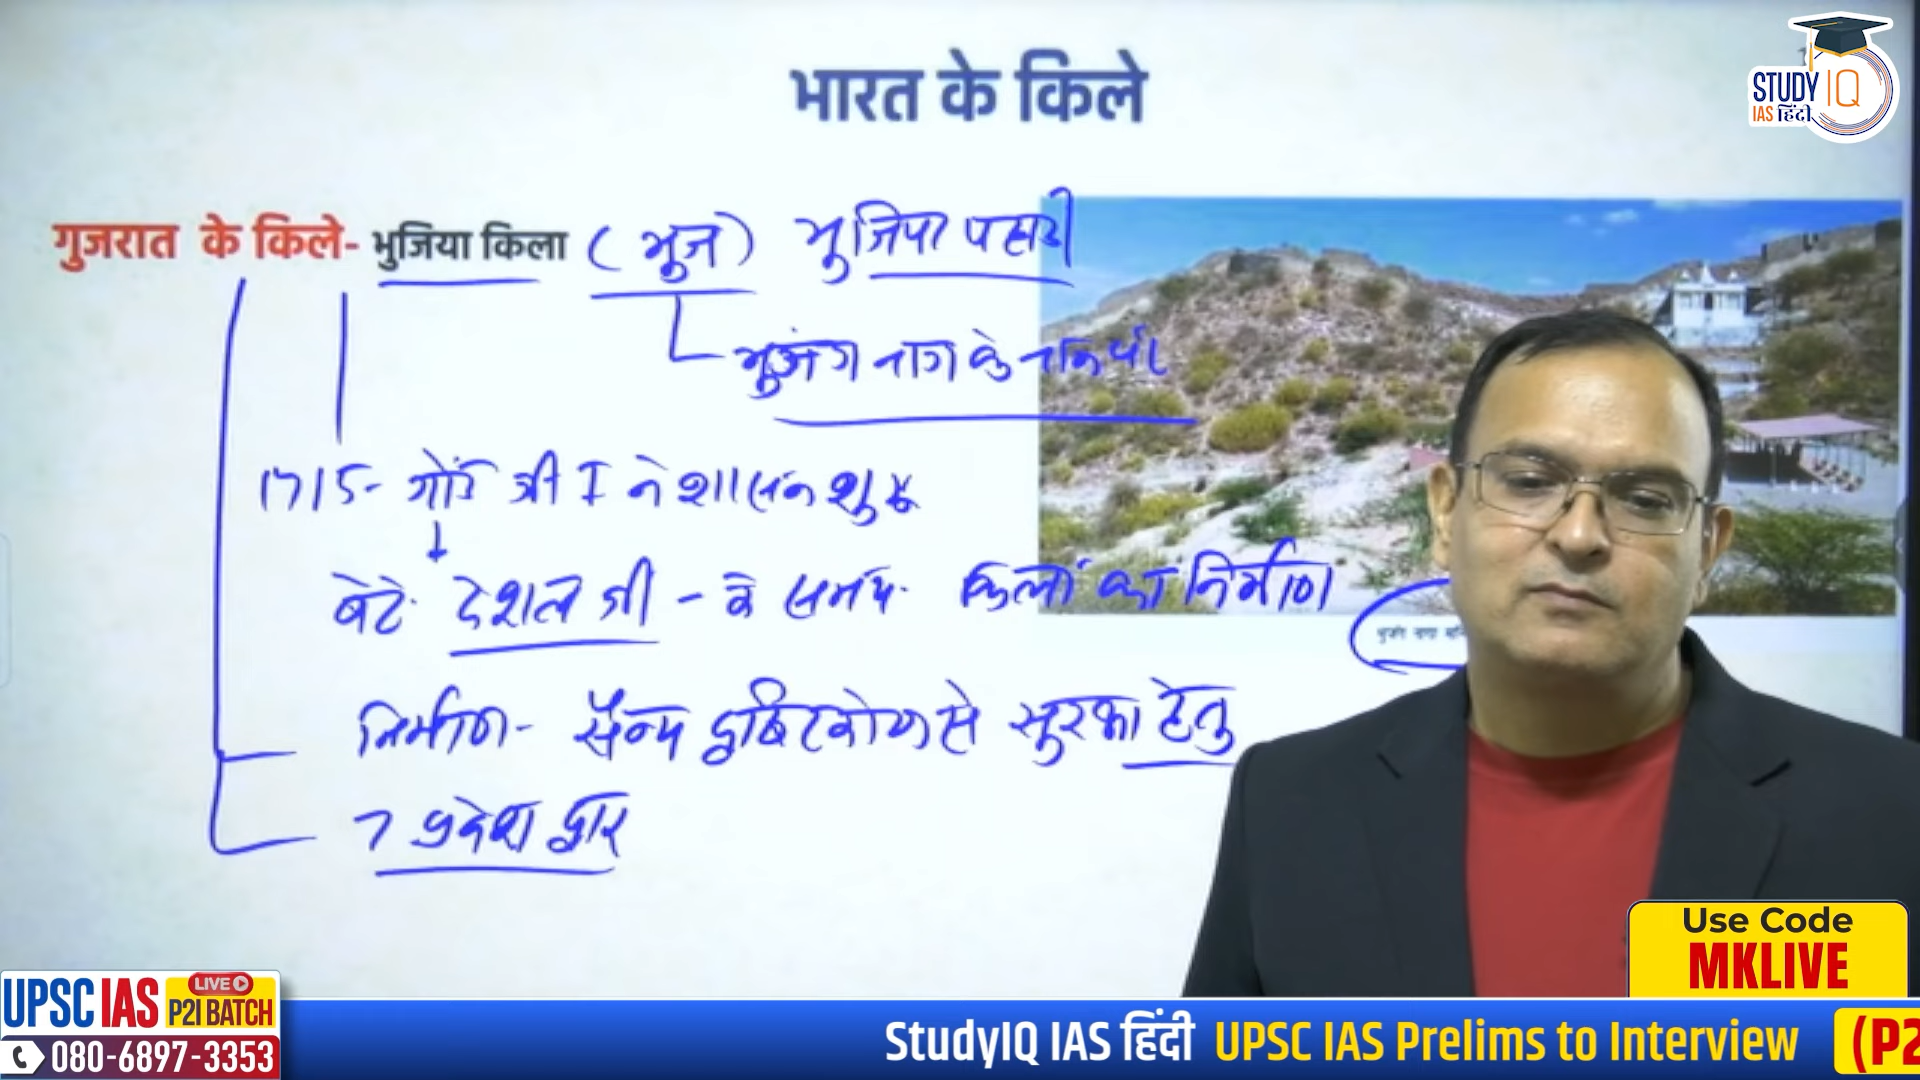 भारत के किले
STUDY IQ
IAS हिंदी
गुजरात के किले- भुजिया किला (भुज) भुजिया पहाडी
भुजंग नाग के नाम पर
1715- गोड जी I ने शासन शुरू
बेटे देशल जी - के समय किला का निर्माण
भुजंग नागा
निर्माण- सैन्य दृष्टिकोण से सुरक्षा हेतु
7 प्रवेश द्वार
Use Code
MKLIVE
UPSC IAS LIVE P2I BATCH
080-6897-3353
StudyIQ IAS हिंदी UPSC IAS Prelims to Interview (P2